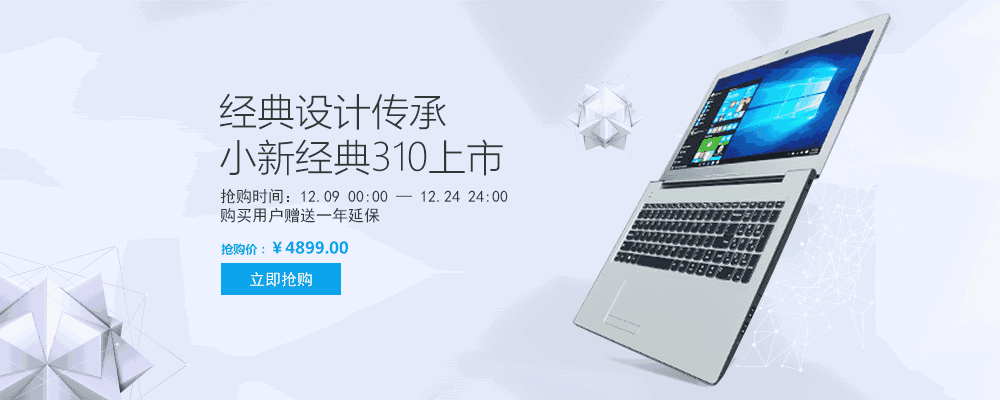 经典设计传承
小新经典310上市
抢购时间：12.09 00:00 — 12.24 24:00
购买用户赠送一年延保
抢购价：￥4899.00
立即抢购